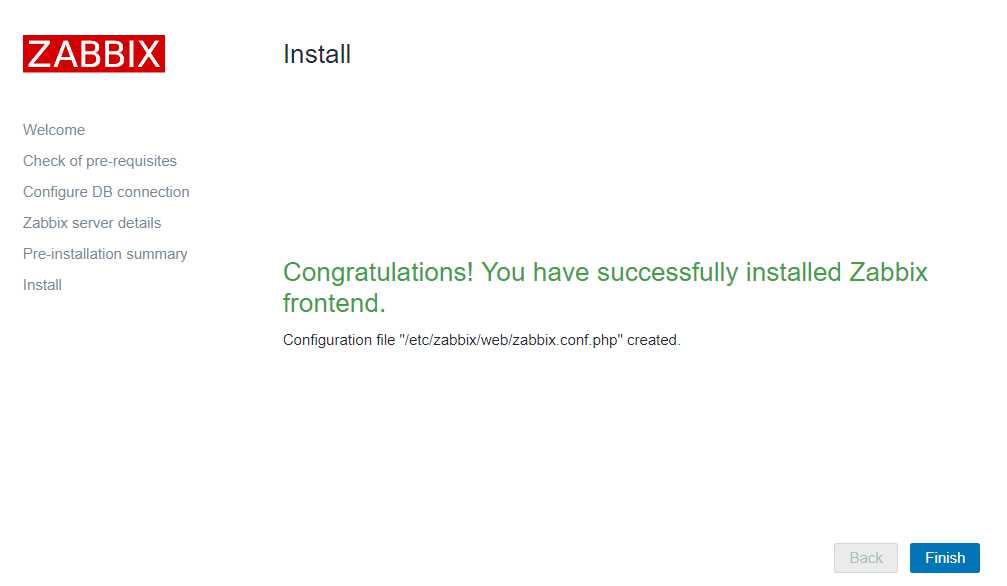 ZABBIX
Install
Welcome
Check of pre-requisites
Configure DB connection
Zabbix server details
Pre-installation summary
Install
Congratulations! You have successfully installed Zabbix
frontend.
Configuration file "/etc/zabbix/web/zabbix.conf.php" created.
Back
Finish